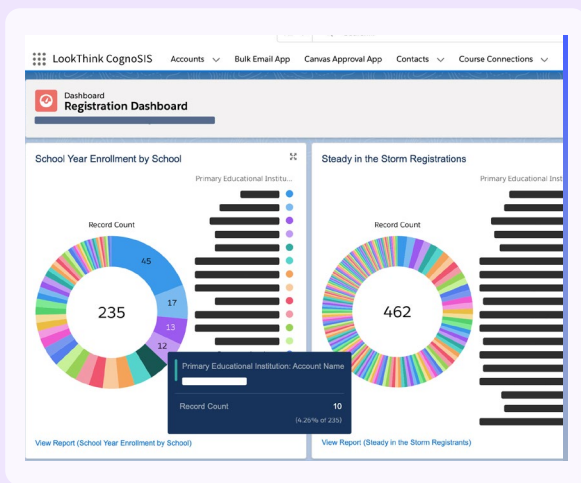 LookThink CognoSIS Accounts Bulk Email App Canvas Approval App Contacts Course Connections
Dashboard
Registration Dashboard
School Year Enrollment by School
Primary Educational Institu...
Record Count
45
17
13
12
235
Primary Educational Institution: Account Name
Record Count 10
(4.26% of 235)
View Report (School Year Enrollment by School)
Steady in the Storm Registrations
Primary Educational Inst
Record Count
462
View Report (Steady in the Storm Registrants)